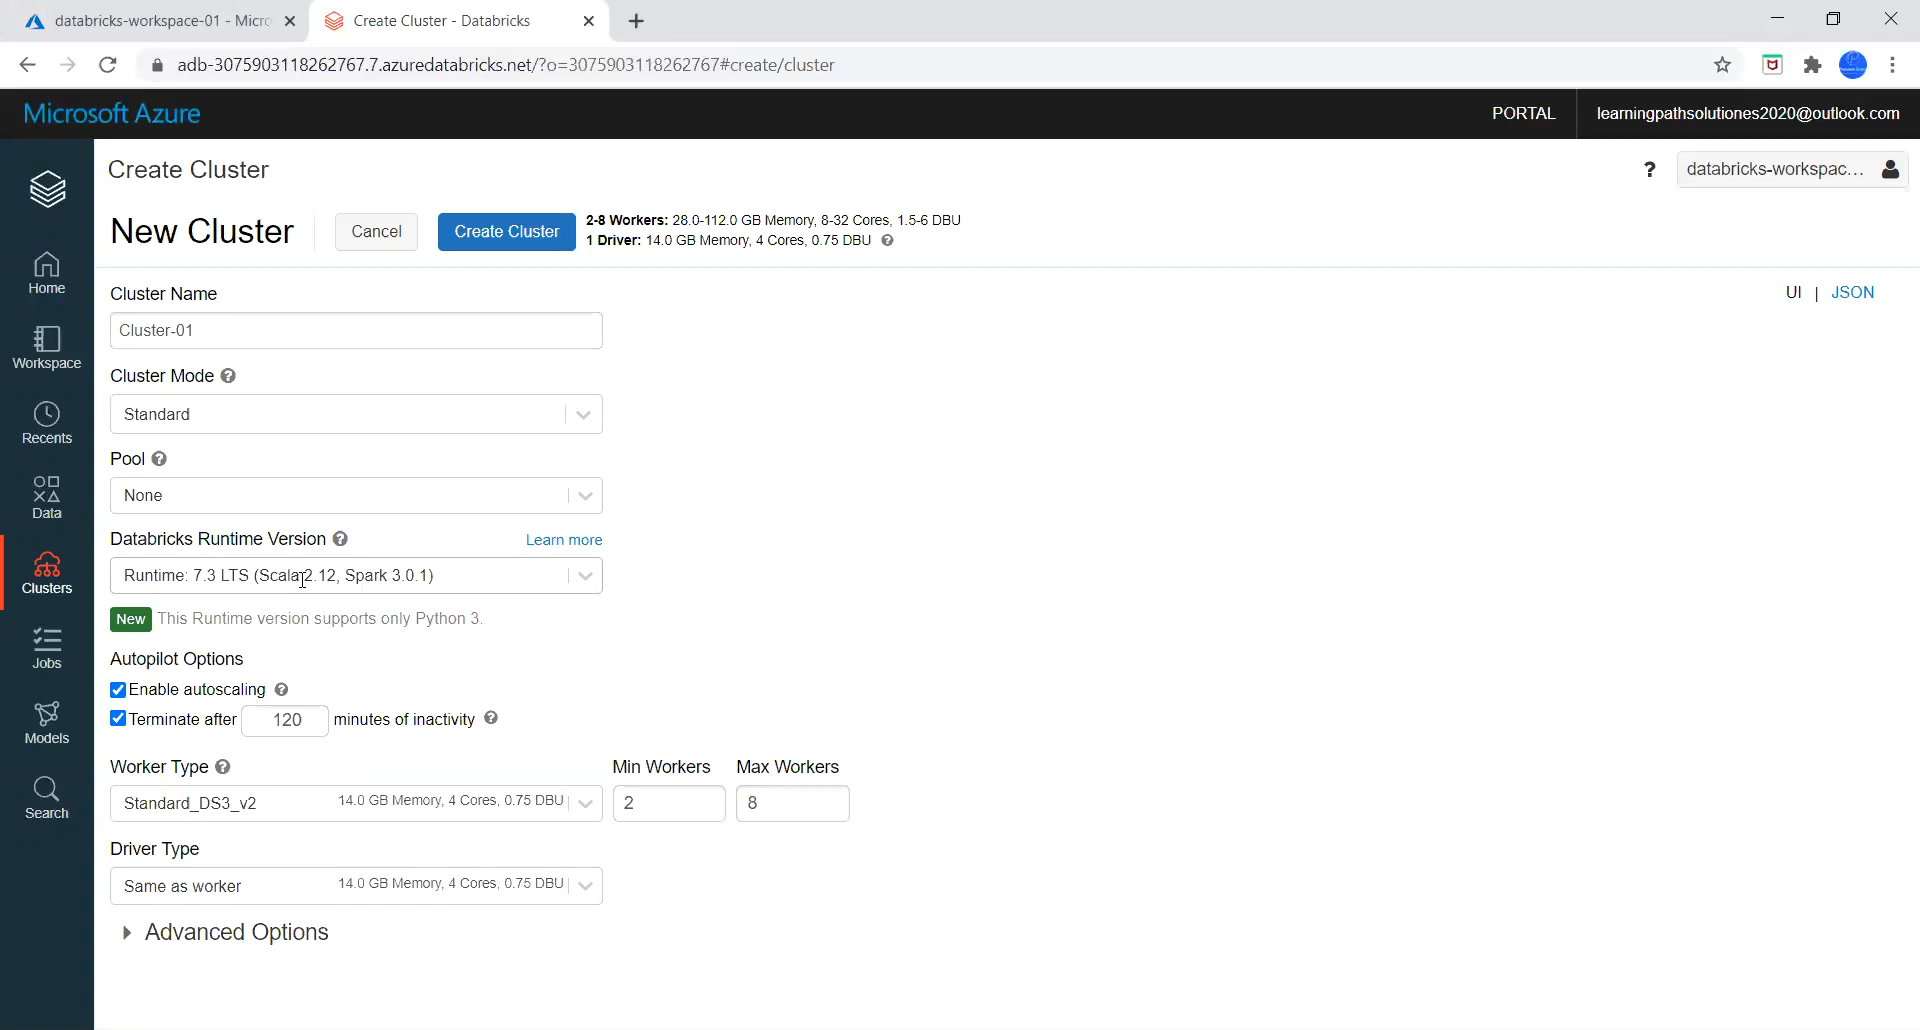 databricks-workspace-01 - Micro
Create Cluster - Databricks
adb-3075903118262767.7.azuredatabricks.net/?o=3075903118262767#create/cluster
Microsoft Azure
PORTAL
learningpathsolutiones2020@outlook.com
Create Cluster
?
databricks-workspac...
New Cluster
Cancel
Create Cluster
2-8 Workers: 28.0-112.0 GB Memory, 8-32 Cores, 1.5-6 DBU
1 Driver: 14.0 GB Memory, 4 Cores, 0.75 DBU ?
Home
Workspace
Recents
Data
Clusters
Jobs
Models
Search
UI | JSON
Cluster Name
Cluster-01
Cluster Mode ?
Standard
Pool ?
None
Databricks Runtime Version ? Learn more
Runtime: 7.3 LTS (Scala 2.12, Spark 3.0.1)
New This Runtime version supports only Python 3.
Autopilot Options
Enable autoscaling ?
Terminate after 120 minutes of inactivity ?
Worker Type ? Min Workers Max Workers
Standard_DS3_v2 14.0 GB Memory, 4 Cores, 0.75 DBU 2 8
Driver Type
Same as worker 14.0 GB Memory, 4 Cores, 0.75 DBU
Advanced Options